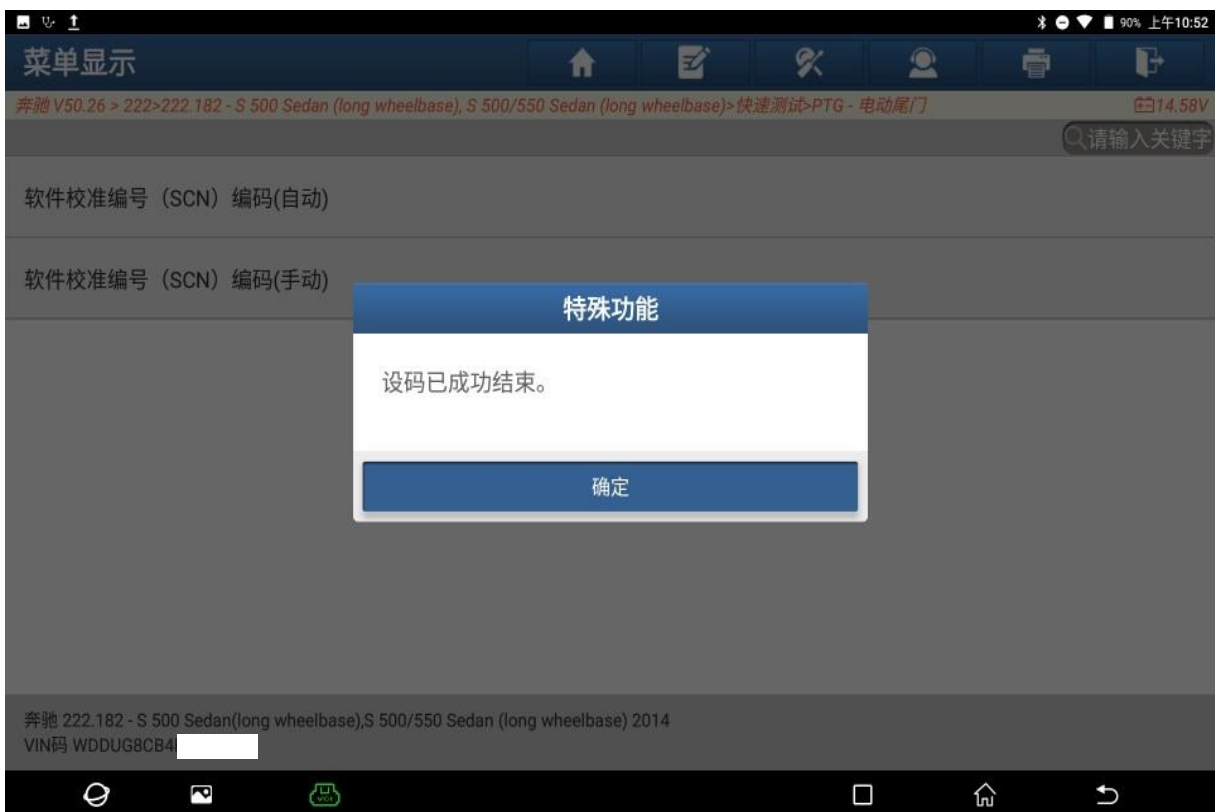 90% 上午10:52
菜单显示
奔驰 V50.26 > 222>222.182 - S 500 Sedan (long wheelbase), S 500/550 Sedan (long wheelbase)>快速测试>PTG - 电动尾门 14.58V
请输入关键字
软件校准编号（SCN）编码(自动)
软件校准编号（SCN）编码(手动)
特殊功能
设码已成功结束。
确定
奔驰 222.182 - S 500 Sedan(long wheelbase),S 500/550 Sedan (long wheelbase) 2014
VIN码 WDDUG8CB4
VCI